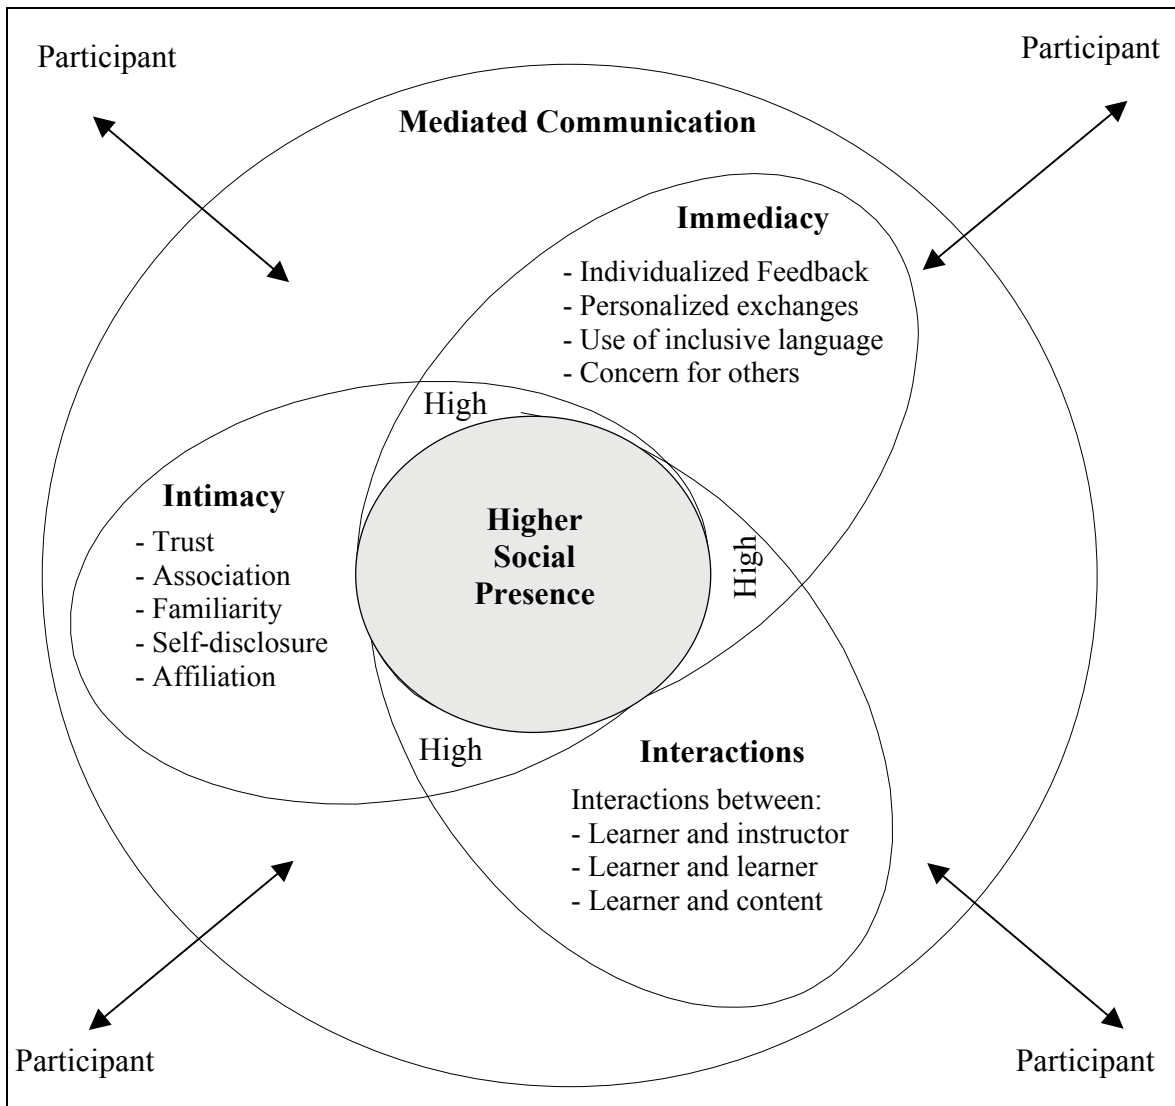 Participant
Participant
Mediated Communication
Immediacy
- Individualized Feedback
- Personalized exchanges
- Use of inclusive language
- Concern for others
High
Intimacy
- Trust
- Association
- Familiarity
- Self-disclosure
- Affiliation
Higher
Social
Presence
High
High
Interactions
Interactions between:
- Learner and instructor
- Learner and learner
- Learner and content
Participant
Participant